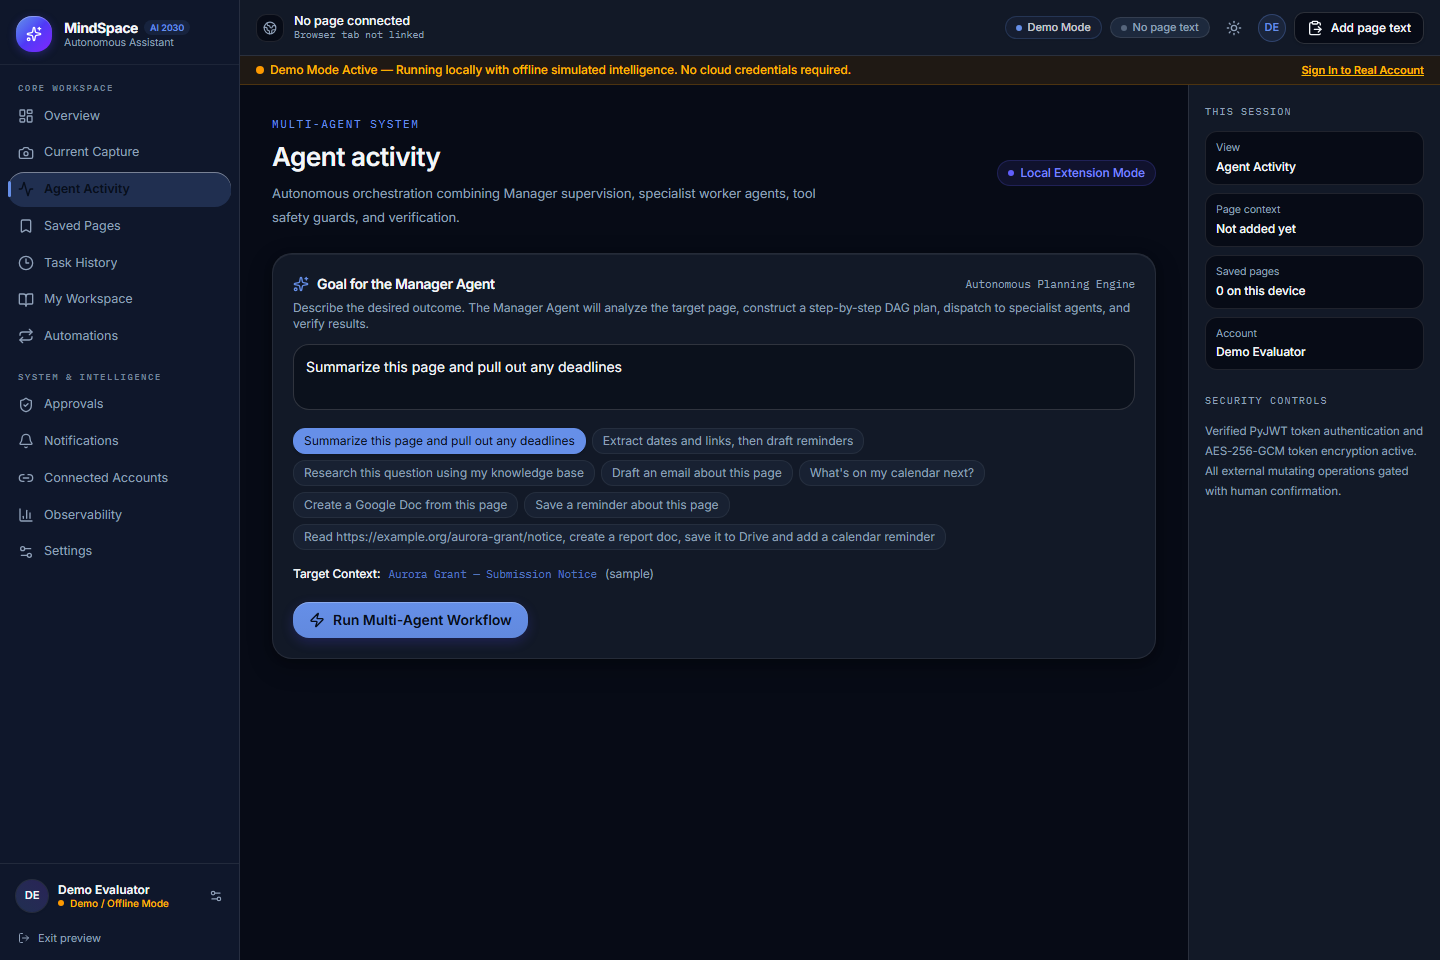 MindSpace AI 2030
Autonomous Assistant
CORE WORKSPACE
Overview
Current Capture
Agent Activity
Saved Pages
Task History
My Workspace
Automations
SYSTEM & INTELLIGENCE
Approvals
Notifications
Connected Accounts
Observability
Settings
DE
Demo Evaluator
Demo / Offline Mode
Exit preview
No page connected
Browser tab not linked
Demo Mode
No page text
DE
Add page text
Demo Mode Active — Running locally with offline simulated intelligence. No cloud credentials required.
Sign In to Real Account
MULTI-AGENT SYSTEM
Agent activity
Autonomous orchestration combining Manager supervision, specialist worker agents, tool
safety guards, and verification.
Local Extension Mode
Goal for the Manager Agent
Autonomous Planning Engine
Describe the desired outcome. The Manager Agent will analyze the target page, construct a step-by-step DAG plan, dispatch to specialist agents, and
verify results.
Summarize this page and pull out any deadlines
Summarize this page and pull out any deadlines
Extract dates and links, then draft reminders
Research this question using my knowledge base
Draft an email about this page
What's on my calendar next?
Create a Google Doc from this page
Save a reminder about this page
Read https://example.org/aurora-grant/notice, create a report doc, save it to Drive and add a calendar reminder
Target Context: Aurora Grant — Submission Notice (sample)
Run Multi-Agent Workflow
THIS SESSION
View
Agent Activity
Page context
Not added yet
Saved pages
0 on this device
Account
Demo Evaluator
SECURITY CONTROLS
Verified PyJWT token authentication and
AES-256-GCM token encryption active.
All external mutating operations gated
with human confirmation.